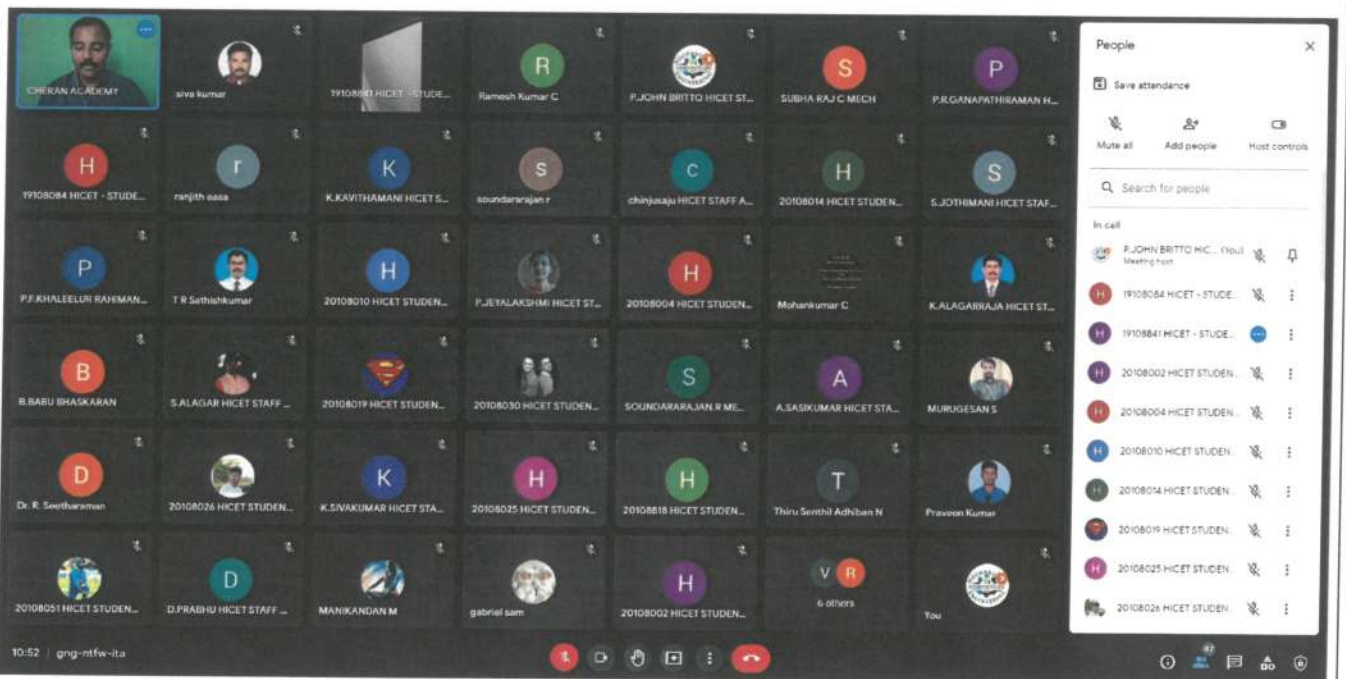 CHERAN ACADEMY
siva kumar
19108841 HICET - STUDE...
R
Ramesh Kumar C
P.JOHN BRITTO HICET ST...
S
SUBHA RAJ C MECH
P
P.R.GANAPATHIRAMAN H...
H
19108084 HICET - STUDE...
r
ranjith eaea
K
K.KAVITHAMANI HICET S...
s
soundararajan r
c
chinjusaju HICET STAFF A...
H
20108014 HICET STUDEN...
S
S.JOTHIMANI HICET STAF...
P
P.F.KHALEELUR RAHIMAN...
T R Sathishkumar
H
20108010 HICET STUDEN...
P.JEYALAKSHMI HICET ST...
H
20108004 HICET STUDEN...
Mohankumar C
K.ALAGARRAJA HICET ST...
B
B.BABU BHASKARAN
S.ALAGAR HICET STAFF ...
20108019 HICET STUDEN...
20108030 HICET STUDEN...
S
SOUNDARARAJAN.R ME...
A
A.SASIKUMAR HICET STA...
MURUGESAN S
D
Dr. R. Seetharaman
20108026 HICET STUDEN...
K
K.SIVAKUMAR HICET STA...
H
20108025 HICET STUDEN...
H
20108818 HICET STUDEN...
T
Thiru Senthil Adhiban N
Praveen Kumar
20108051 HICET STUDEN...
D
D.PRABHU HICET STAFF ...
MANIKANDAN M
gabriel sam
H
20108002 HICET STUDEN...
V R
6 others
You
10:52 | gng-ntfw-ita
People
Save attendance
Mute all
Add people
Host controls
Search for people
In call
P.JOHN BRITTO HIC... (You)
Meeting host
H
19108084 HICET - STUDE...
H
19108841 HICET - STUDE...
H
20108002 HICET STUDEN...
H
20108004 HICET STUDEN...
H
20108010 HICET STUDEN...
H
20108014 HICET STUDEN...
20108019 HICET STUDEN...
H
20108025 HICET STUDEN...
20108026 HICET STUDEN...
47